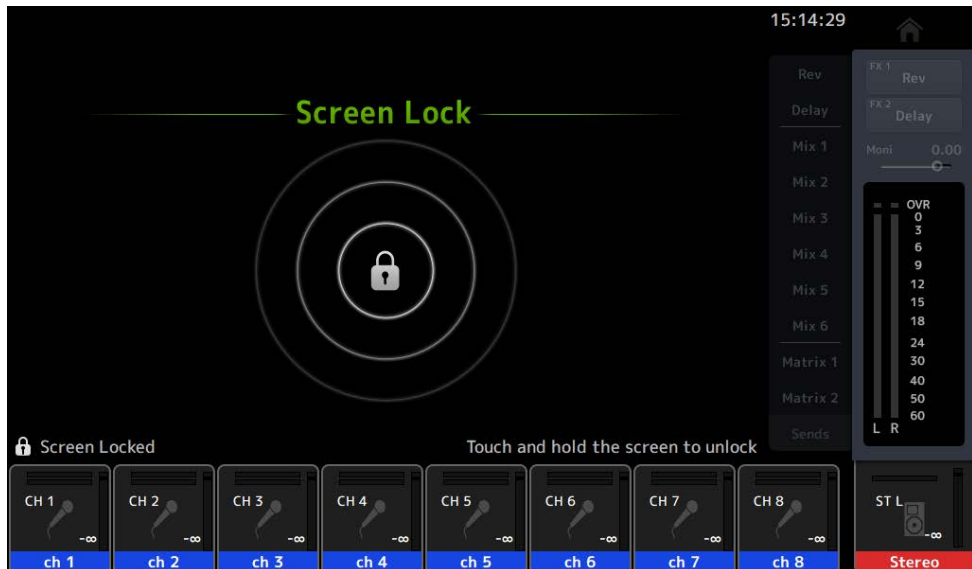 15:14:29
Screen Lock
Rev
Delay
Mix 1
Mix 2
Mix 3
Mix 4
Mix 5
Mix 6
Matrix 1
Matrix 2
Sends
FX 1
Rev
FX 2
Delay
Moni 0.00
OVR
0
3
6
9
12
15
18
24
30
40
50
60
L R
Screen Locked
Touch and hold the screen to unlock
CH 1
-∞
ch 1
CH 2
-∞
ch 2
CH 3
-∞
ch 3
CH 4
-∞
ch 4
CH 5
-∞
ch 5
CH 6
-∞
ch 6
CH 7
-∞
ch 7
CH 8
-∞
ch 8
ST L
-∞
Stereo